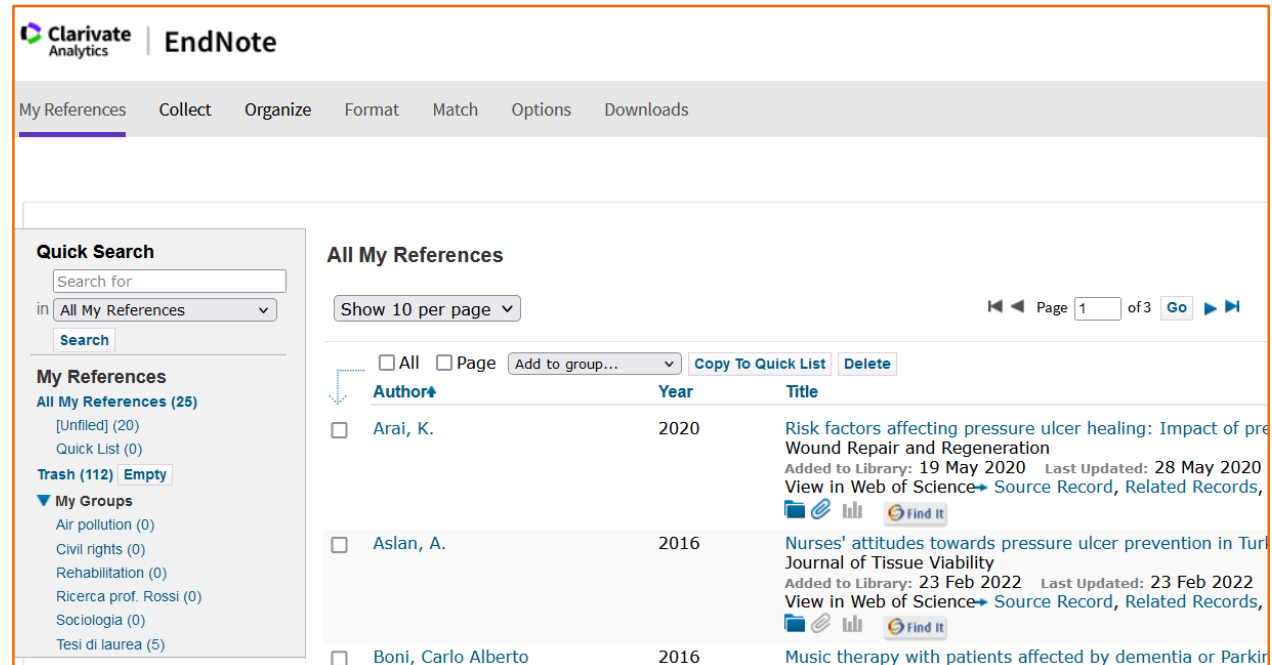 Clarivate
Analytics
EndNote
My References Collect Organize Format Match Options Downloads
Quick Search
Search for
in All My References
Search
My References
All My References (25)
[Unfiled] (20)
Quick List (0)
Trash (112) Empty
My Groups
Air pollution (0)
Civil rights (0)
Rehabilitation (0)
Ricerca prof. Rossi (0)
Sociologia (0)
Tesi di laurea (5)
All My References
Show 10 per page
Page 1 of 3 Go
All Page Add to group... Copy To Quick List Delete
Author Year Title
Arai, K. 2020 Risk factors affecting pressure ulcer healing: Impact of pre
Wound Repair and Regeneration
Added to Library: 19 May 2020 Last Updated: 28 May 2020
View in Web of Science Source Record, Related Records,
Find It
Aslan, A. 2016 Nurses' attitudes towards pressure ulcer prevention in Turk
Journal of Tissue Viability
Added to Library: 23 Feb 2022 Last Updated: 23 Feb 2022
View in Web of Science Source Record, Related Records,
Find It
Boni, Carlo Alberto 2016 Music therapy with patients affected by dementia or Parkin